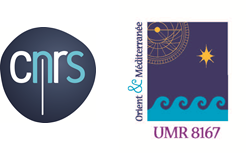 cnrs
Orient & Méditerranée
UMR 8167